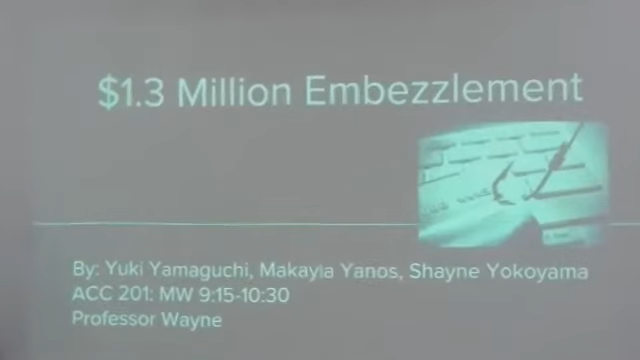 $1.3 Million Embezzlement
By: Yuki Yamaguchi, Makayla Yanos, Shayne Yokoyama
ACC 201: MW 9:15-10:30
Professor Wayne